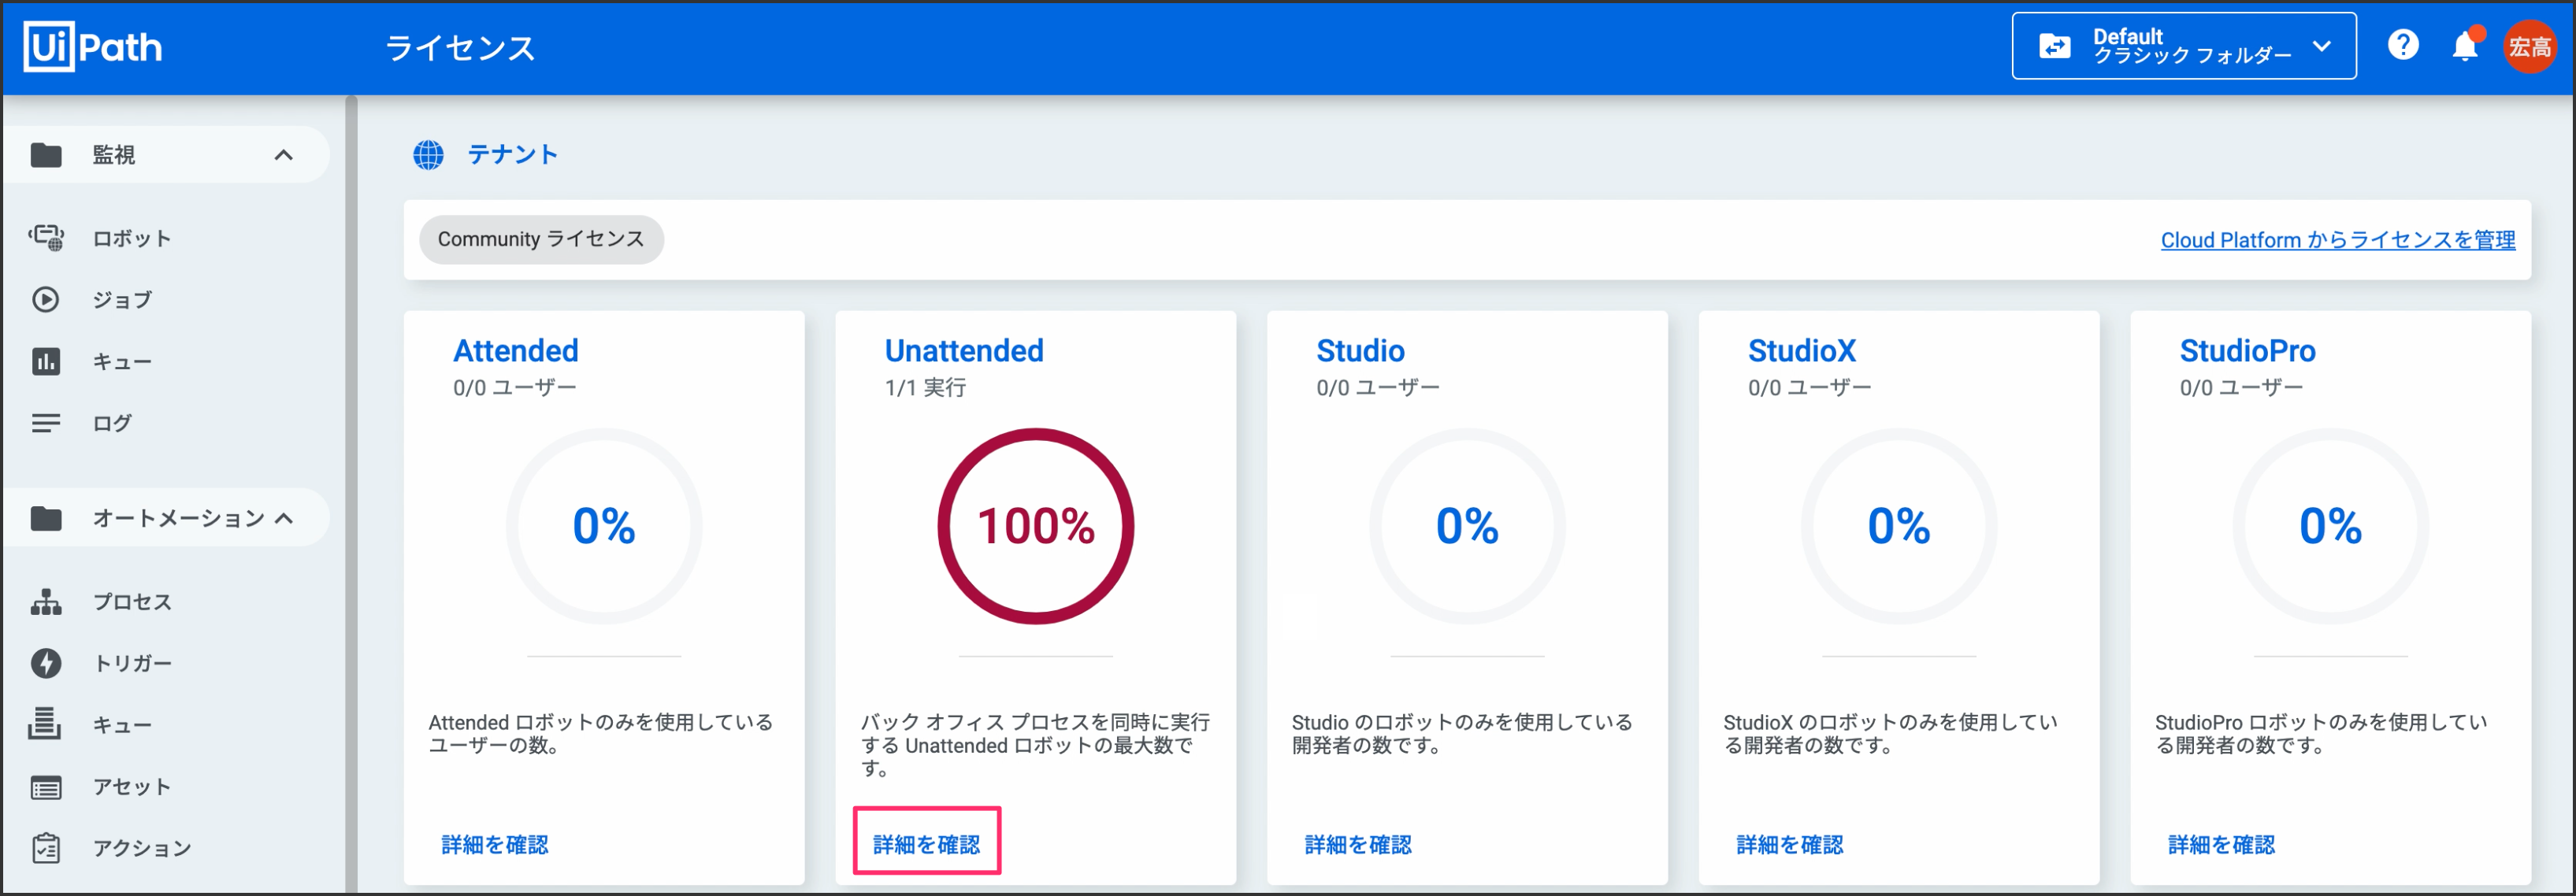 UiPath
ライセンス
Default
クラシック フォルダー
宏高
監視
ロボット
ジョブ
キュー
ログ
オートメーション
プロセス
トリガー
キュー
アセット
アクション
テナント
Community ライセンス
Cloud Platform からライセンスを管理
Attended
0/0 ユーザー
0%
Attended ロボットのみを使用している
ユーザーの数。
詳細を確認
Unattended
1/1 実行
100%
バック オフィス プロセスを同時に実行
する Unattended ロボットの最大数で
す。
詳細を確認
Studio
0/0 ユーザー
0%
Studio のロボットのみを使用している
開発者の数です。
詳細を確認
StudioX
0/0 ユーザー
0%
StudioX のロボットのみを使用してい
る開発者の数です。
詳細を確認
StudioPro
0/0 ユーザー
0%
StudioPro ロボットのみを使用してい
る開発者の数です。
詳細を確認